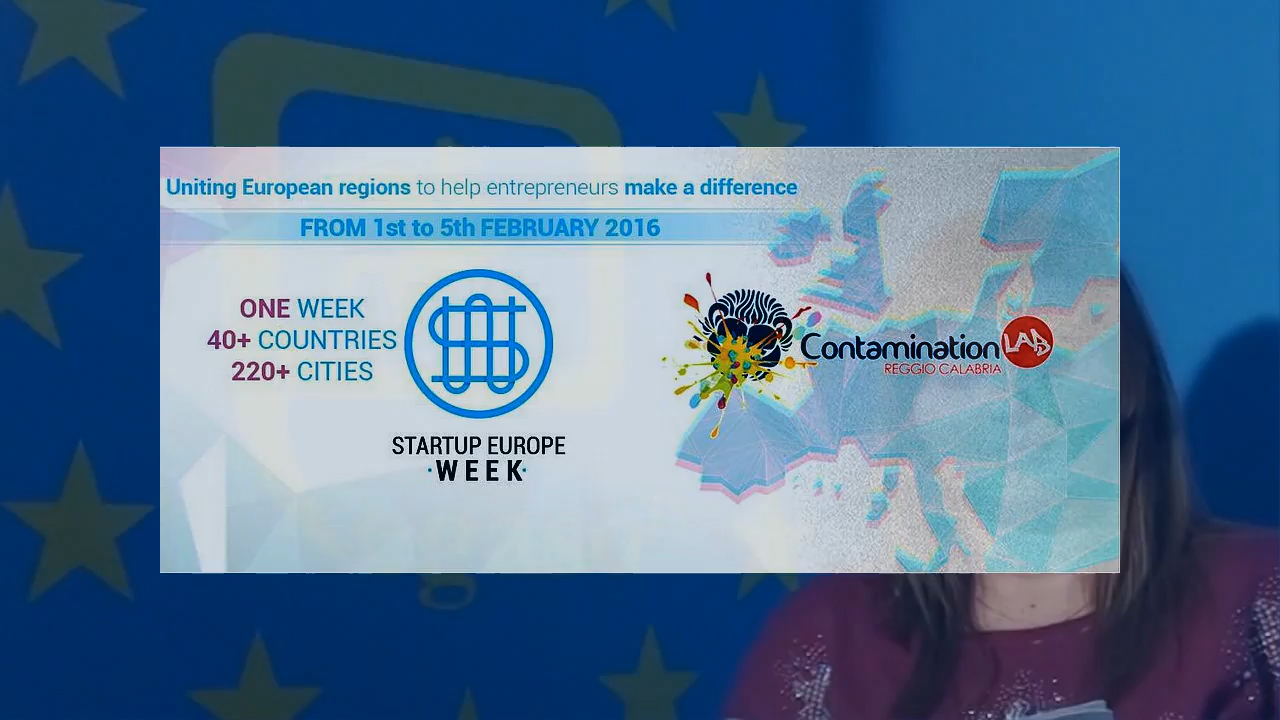 Uniting European regions to help entrepreneurs make a difference
FROM 1st to 5th FEBRUARY 2016
ONE WEEK
40+ COUNTRIES
220+ CITIES
STARTUP EUROPE
·WEEK·
Contamination LAB
REGGIO CALABRIA